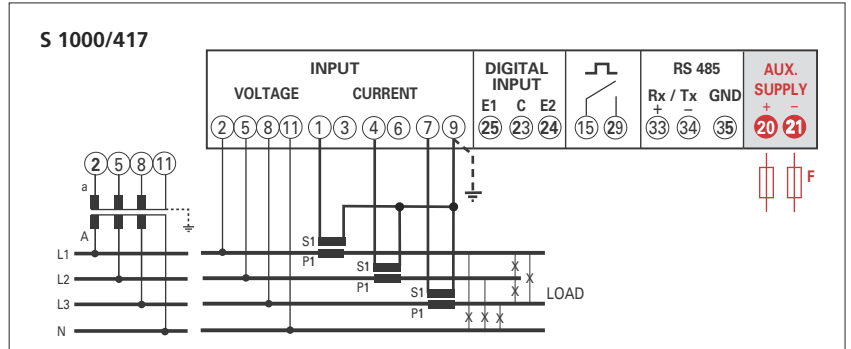 S 1000/417
INPUT
VOLTAGE CURRENT
DIGITAL
INPUT
E1 C E2
RS 485
Rx / Tx GND
+ −
AUX.
SUPPLY
+ −
2 5 8 11 1 3 4 6 7 9 25 23 24 15 29 33 34 35 20 21
F
2 5 8 11
a
A
L1
L2
L3
N
S1
P1
S1
P1
S1
P1
X
X X
X X X
LOAD